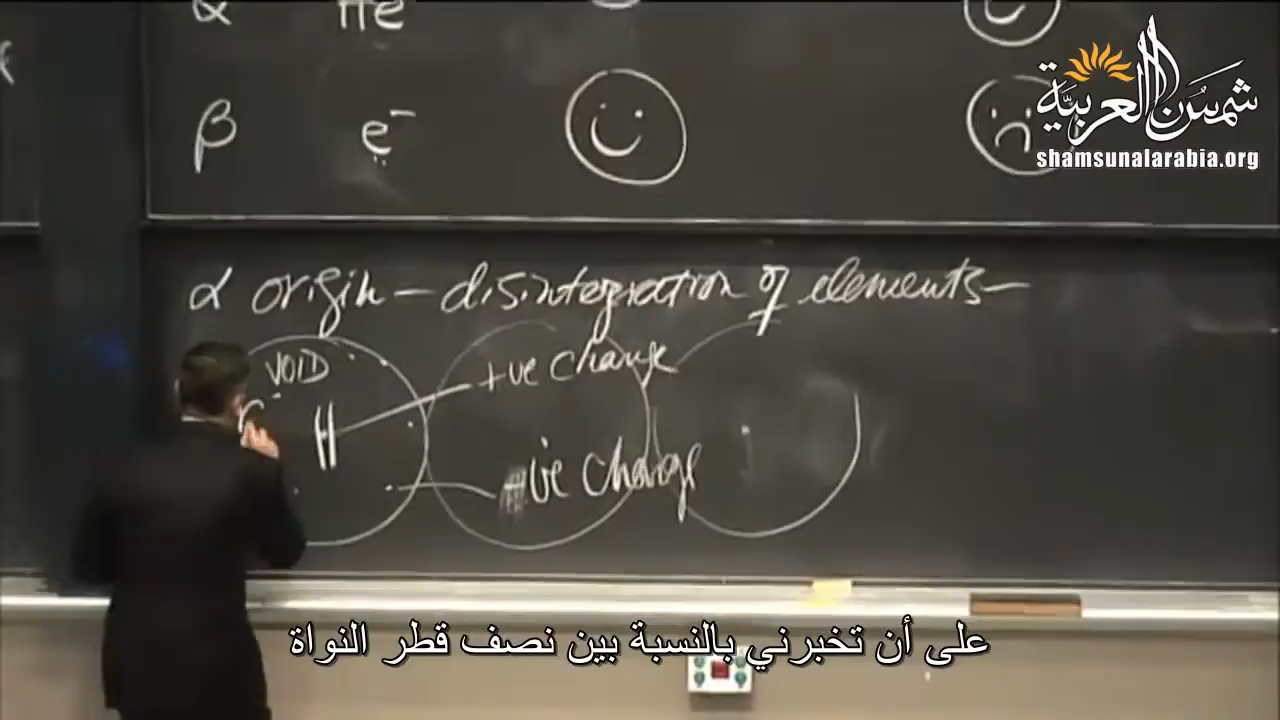 α He
شمس العربية
shamsunalarabia.org
β e⁻
α origin – disintegration of elements –
VOID
+ve charge
ve charge
على أن تخبرني بالنسبة بين نصف قطر النواة